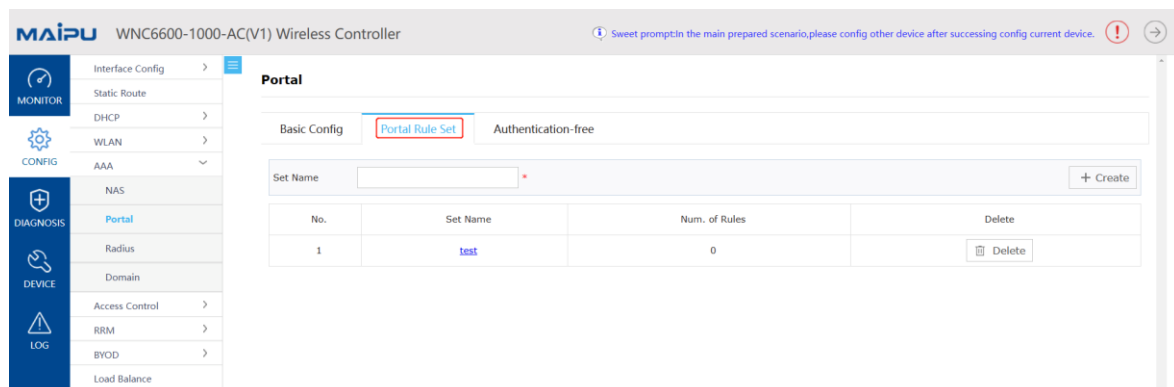 MAIPU WNC6600-1000-AC(V1) Wireless Controller
Sweet prompt:In the main prepared scenario,please config other device after successing config current device.
MONITOR
CONFIG
DIAGNOSIS
DEVICE
LOG
Interface Config
Static Route
DHCP
WLAN
AAA
NAS
Portal
Radius
Domain
Access Control
RRM
BYOD
Load Balance
Portal
Basic Config Portal Rule Set Authentication-free
Set Name * + Create
No. Set Name Num. of Rules Delete
1 test 0 Delete